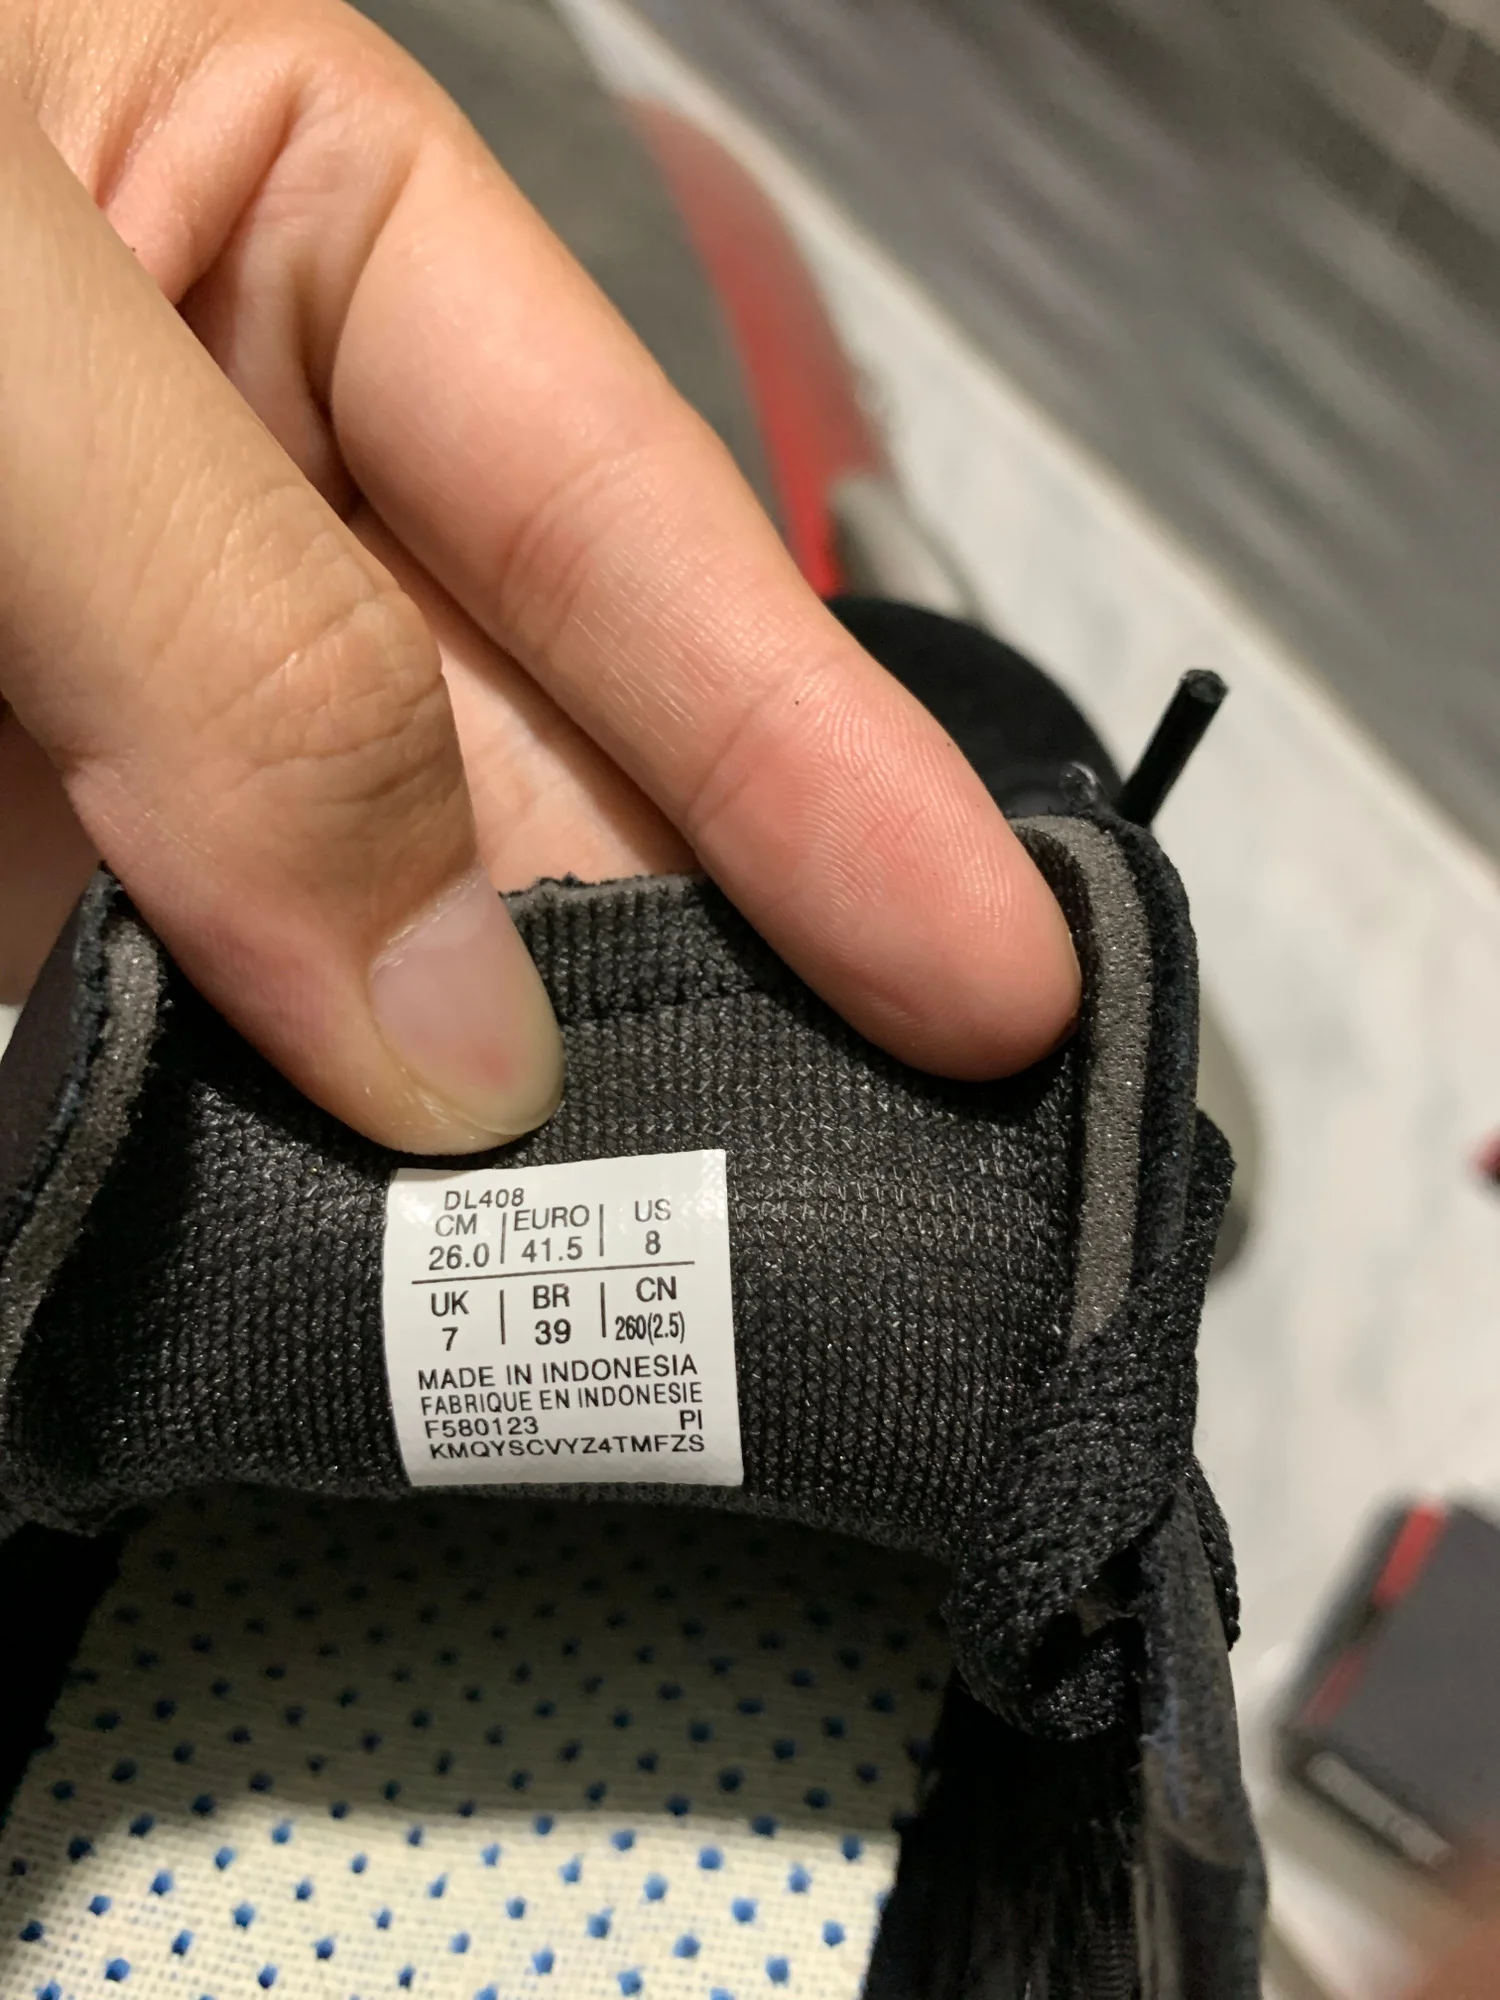 DL408
CM | EURO | US
26.0 | 41.5 | 8
UK | BR | CN
7 | 39 | 260(2.5)
MADE IN INDONESIA
FABRIQUE EN INDONESIE
F580123 PI
KMQYSCVYZ4TMFZS